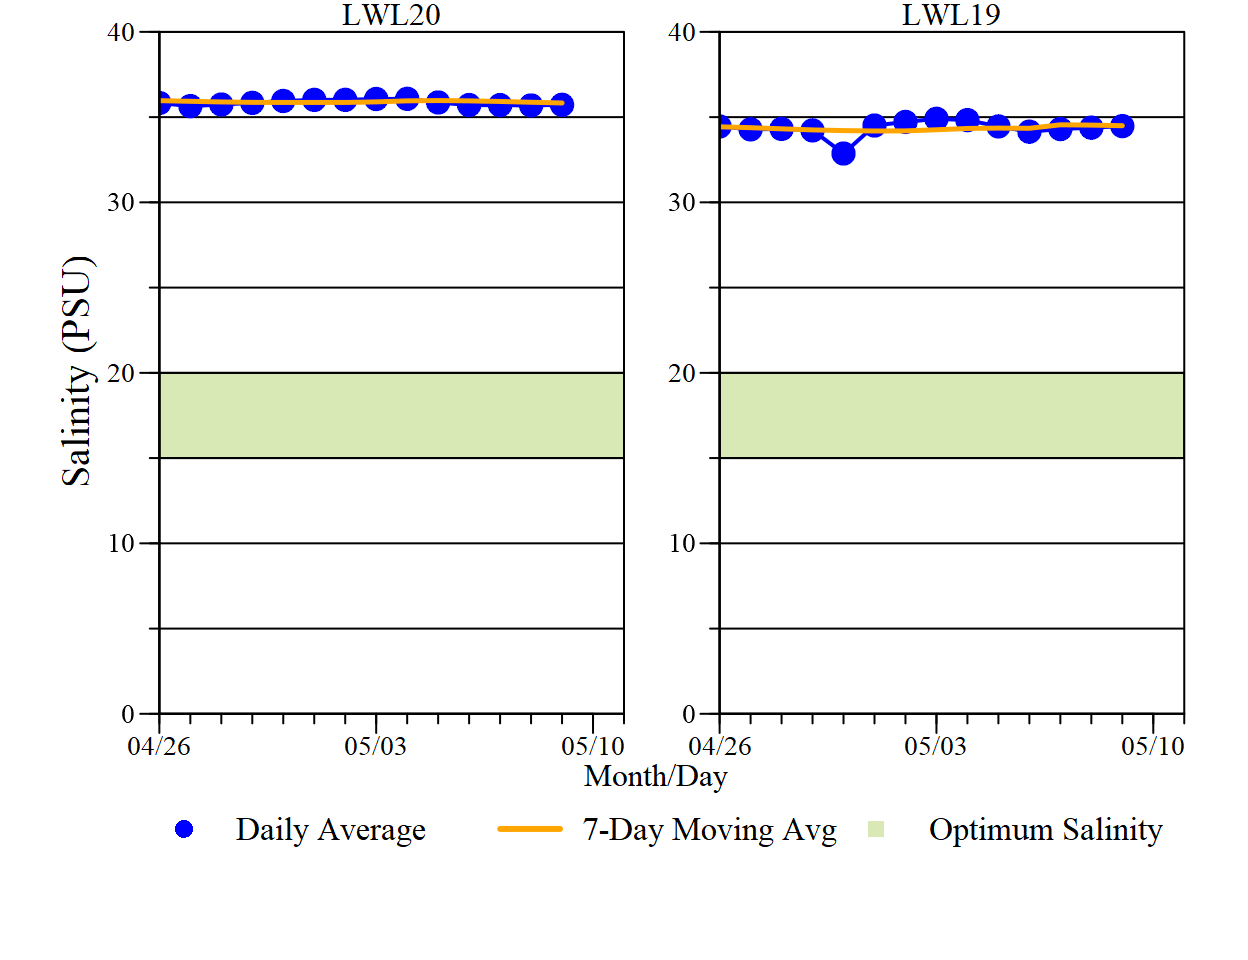 LWL20 LWL19
40 40
30 30
Salinity (PSU)
20 20
10 10
0 0
04/26 05/03 05/10 04/26 05/03 05/10
Month/Day
Daily Average 7-Day Moving Avg Optimum Salinity